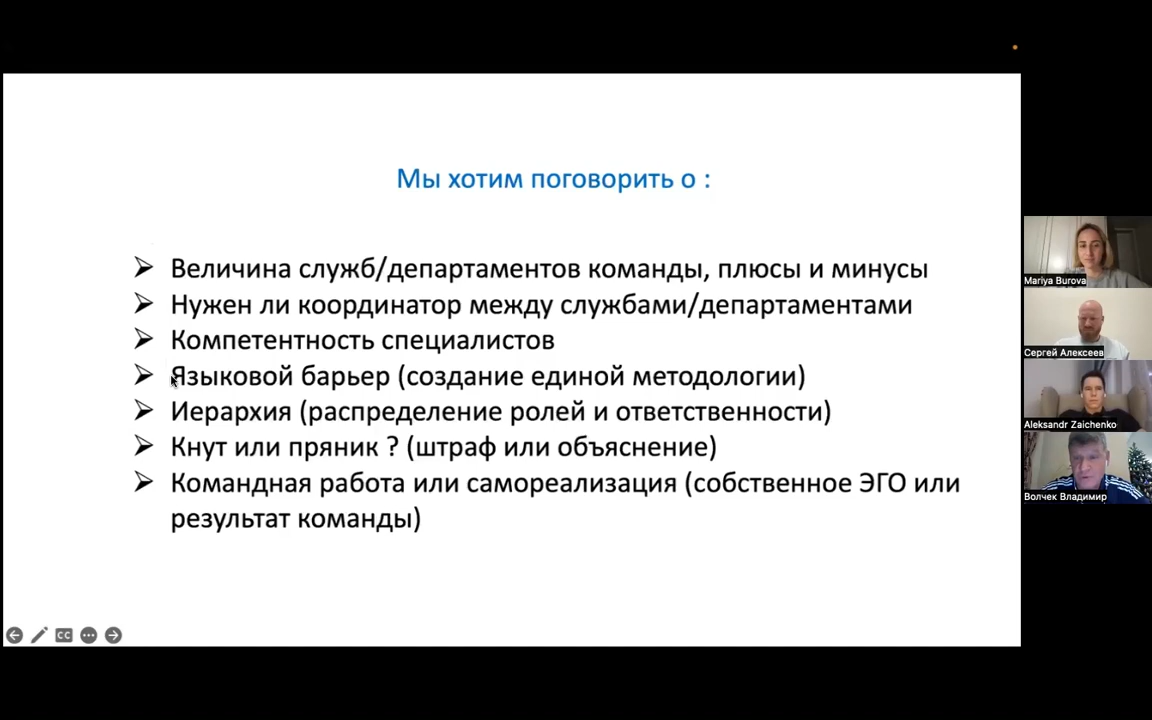 Мы хотим поговорить о :
Величина служб/департаментов команды, плюсы и минусы
Нужен ли координатор между службами/департаментами
Компетентность специалистов
Языковой барьер (создание единой методологии)
Иерархия (распределение ролей и ответственности)
Кнут или пряник ? (штраф или объяснение)
Командная работа или самореализация (собственное ЭГО или
результат команды)
CC
Mariya Burova
Сергей Алексеев
Aleksandr Zaichenko
Волчек Владимир